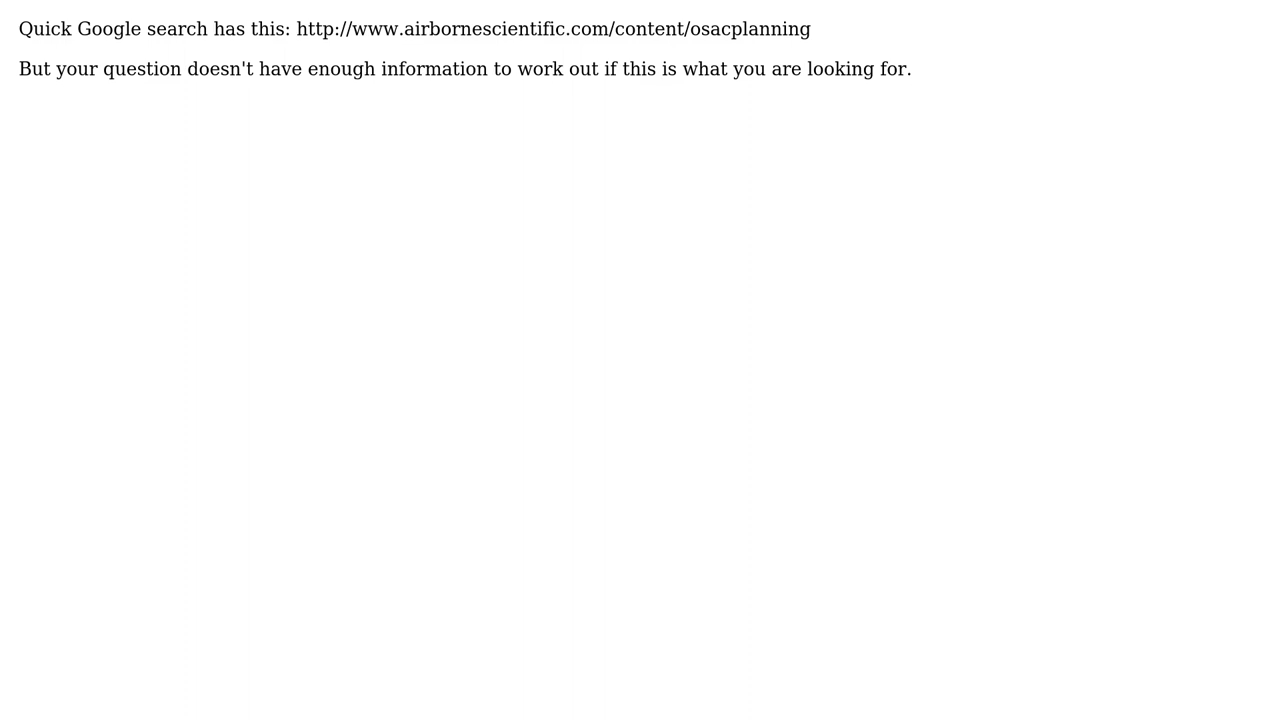 Quick Google search has this: http://www.airbornescientific.com/content/osacplanning
But your question doesn't have enough information to work out if this is what you are looking for.